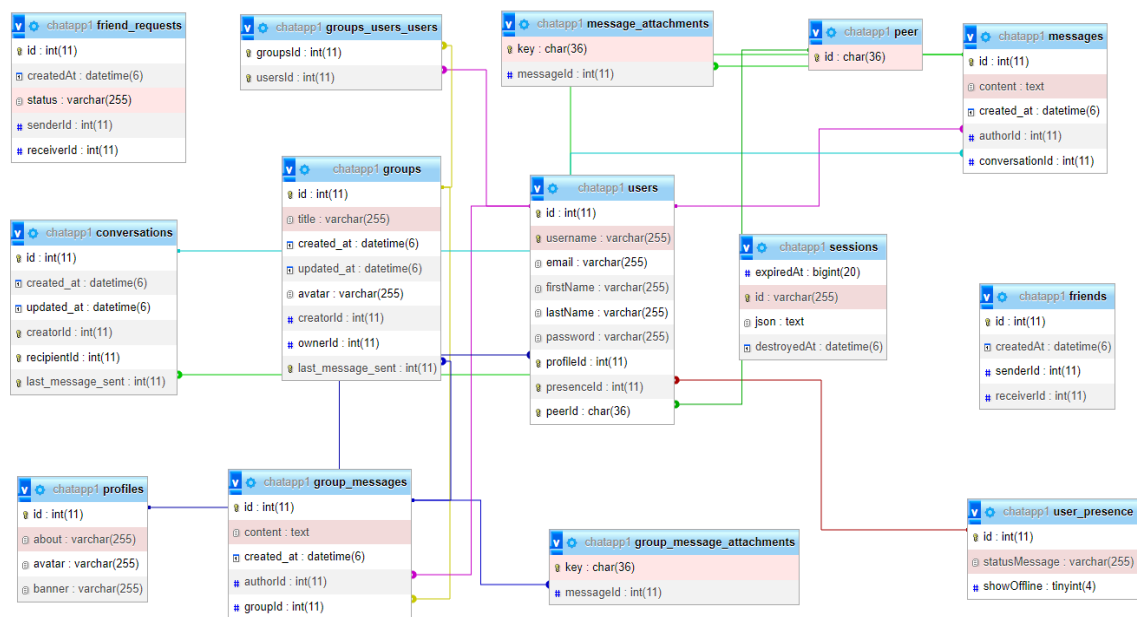 chatapp1 friend_requests
id : int(11)
createdAt : datetime(6)
status : varchar(255)
senderId : int(11)
receiverId : int(11)
chatapp1 groups_users_users
groupsId : int(11)
usersId : int(11)
chatapp1 message_attachments
key : char(36)
messageId : int(11)
chatapp1 peer
id : char(36)
chatapp1 messages
id : int(11)
content : text
created_at : datetime(6)
authorId : int(11)
conversationId : int(11)
chatapp1 groups
id : int(11)
title : varchar(255)
created_at : datetime(6)
updated_at : datetime(6)
avatar : varchar(255)
creatorId : int(11)
ownerId : int(11)
last_message_sent : int(11)
chatapp1 users
id : int(11)
username : varchar(255)
email : varchar(255)
firstName : varchar(255)
lastName : varchar(255)
password : varchar(255)
profileId : int(11)
presenceId : int(11)
peerId : char(36)
chatapp1 conversations
id : int(11)
created_at : datetime(6)
updated_at : datetime(6)
creatorId : int(11)
recipientId : int(11)
last_message_sent : int(11)
chatapp1 sessions
expiredAt : bigint(20)
id : varchar(255)
json : text
destroyedAt : datetime(6)
chatapp1 friends
id : int(11)
createdAt : datetime(6)
senderId : int(11)
receiverId : int(11)
chatapp1 profiles
id : int(11)
about : varchar(255)
avatar : varchar(255)
banner : varchar(255)
chatapp1 group_messages
id : int(11)
content : text
created_at : datetime(6)
authorId : int(11)
groupId : int(11)
chatapp1 group_message_attachments
key : char(36)
messageId : int(11)
chatapp1 user_presence
id : int(11)
statusMessage : varchar(255)
showOffline : tinyint(4)